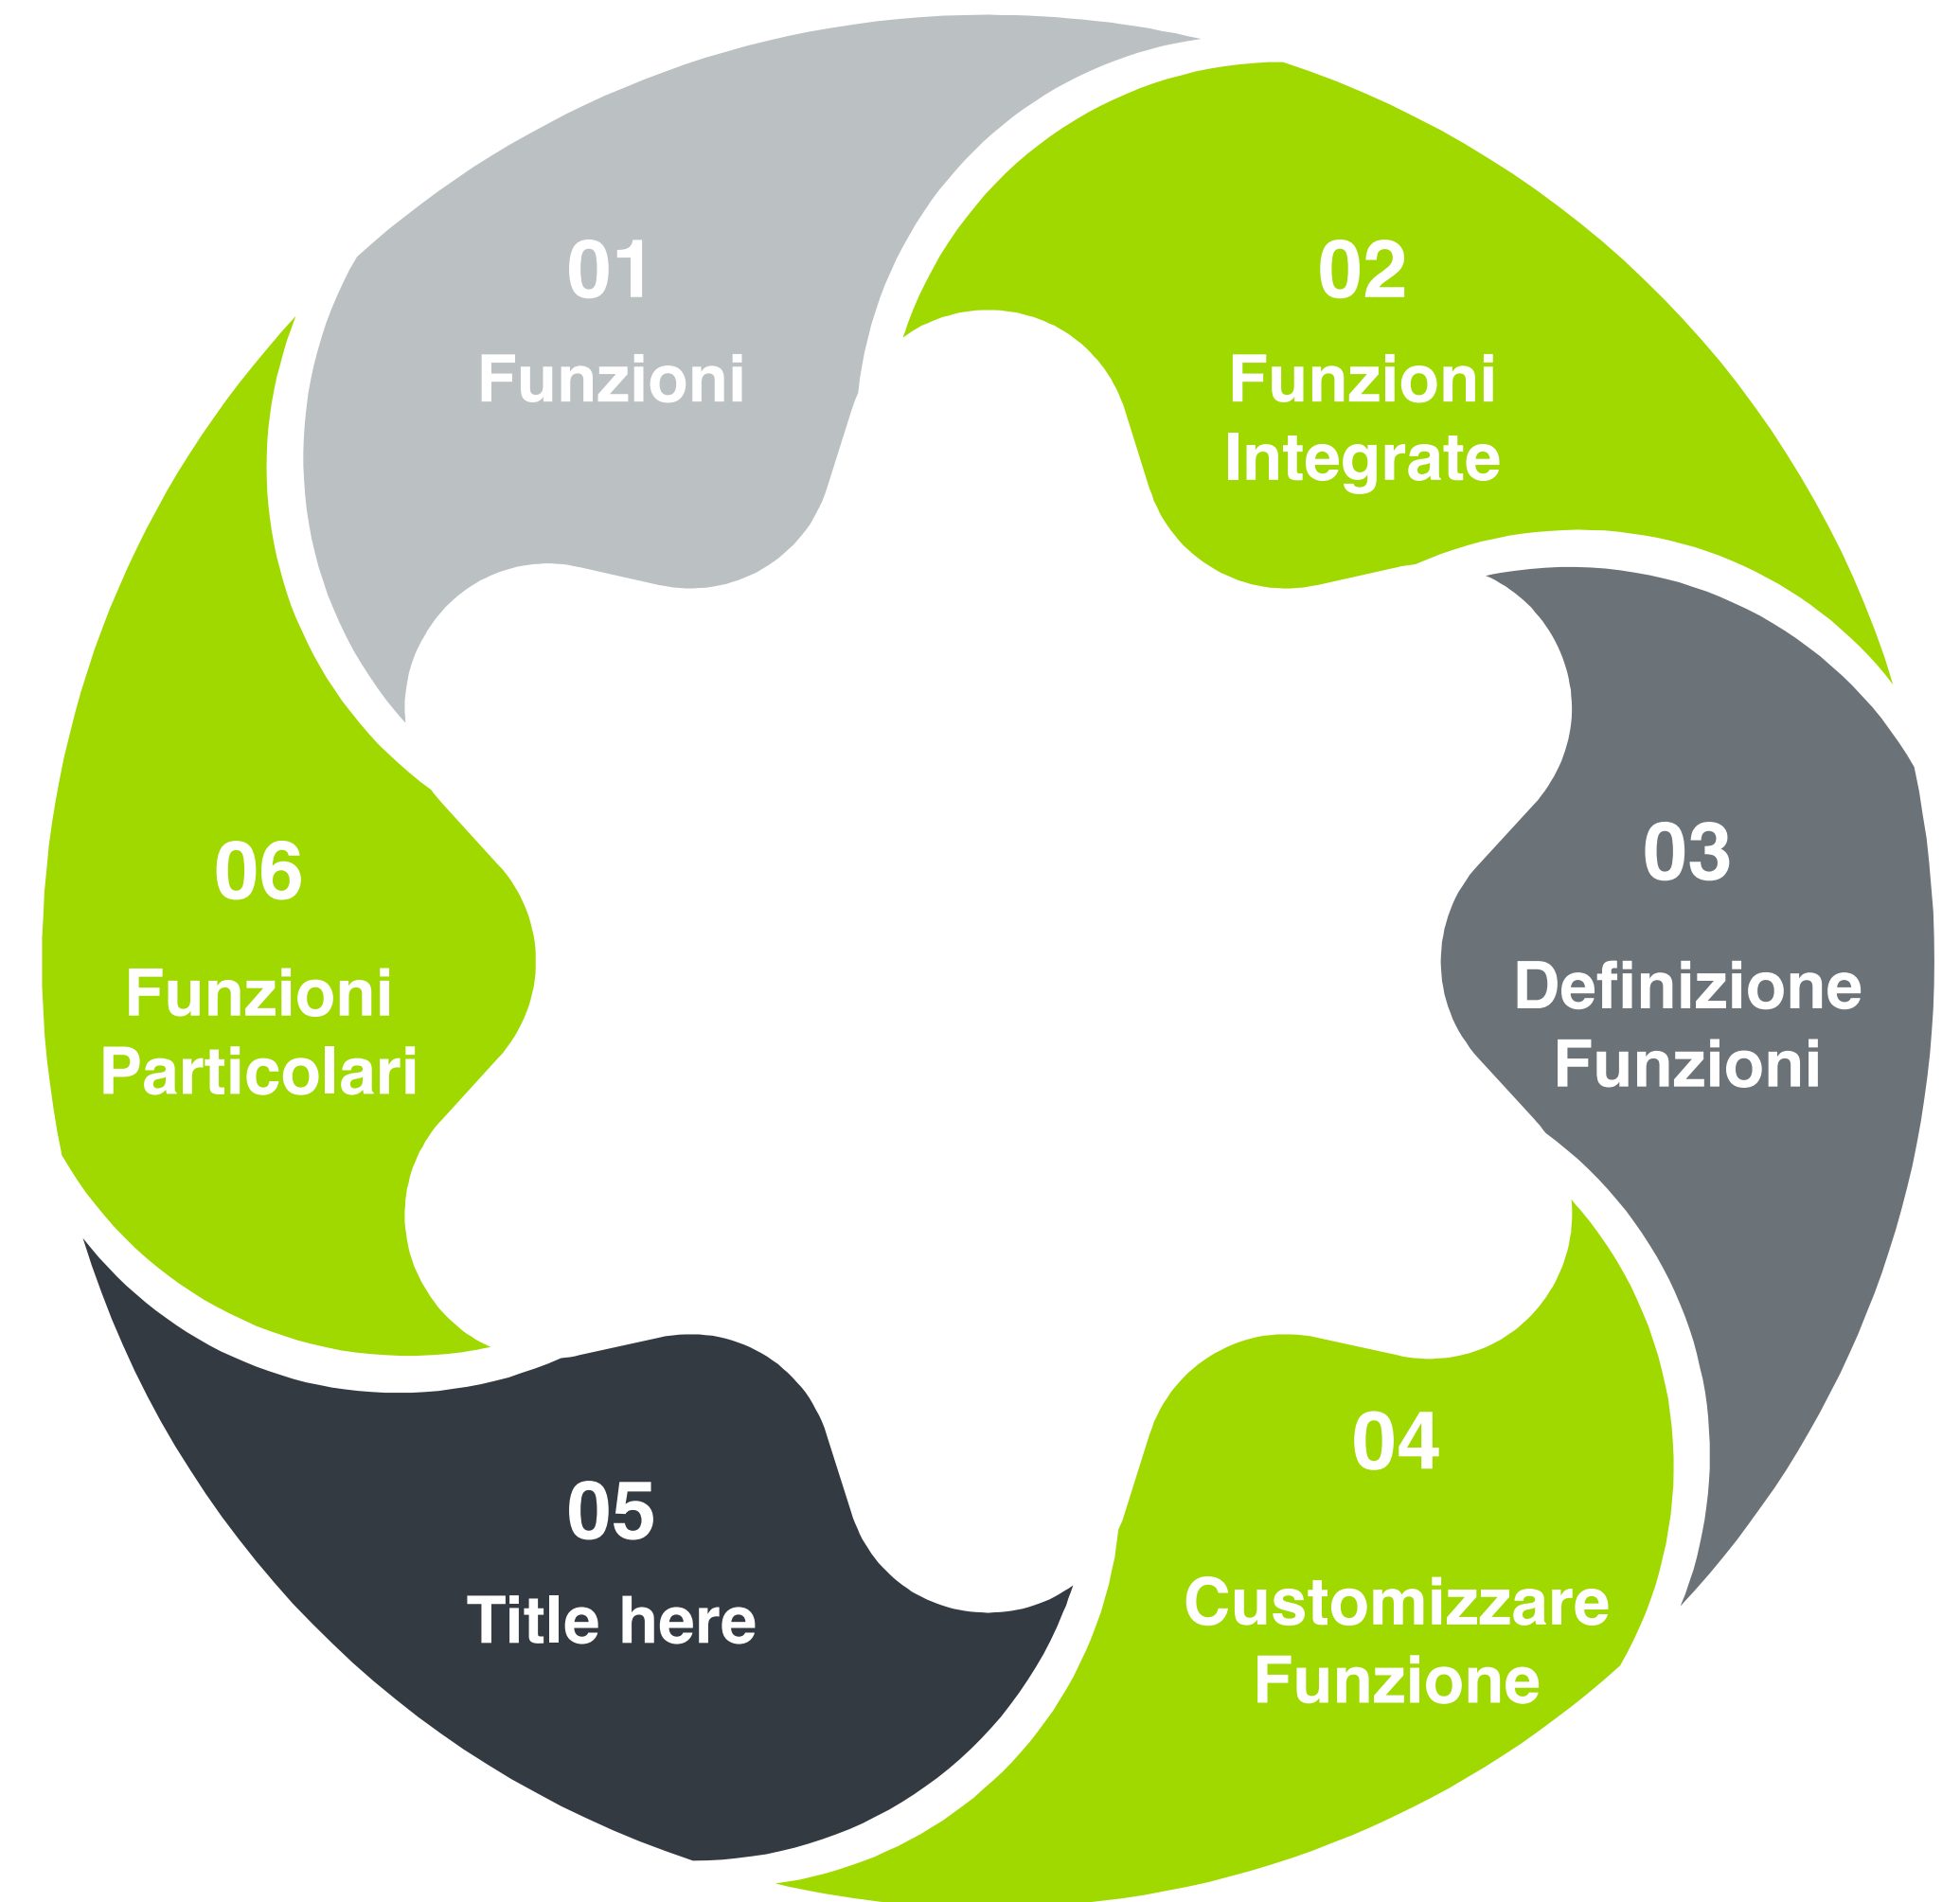 01
Funzioni
02
Funzioni
Integrate
03
Definizione
Funzioni
04
Customizzare
Funzione
05
Title here
06
Funzioni
Particolari